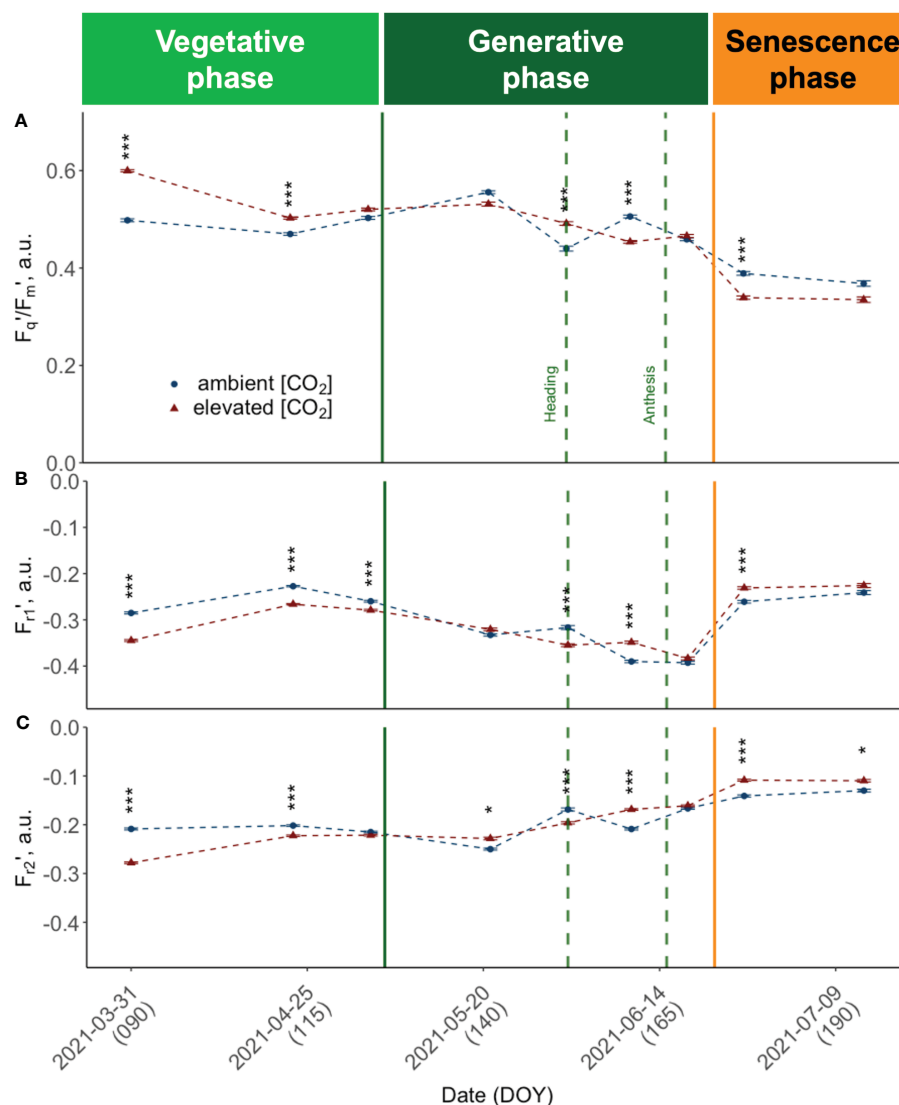 Vegetative
phase
Generative
phase
Senescence
phase
A
***
***
***
***
***
0.6
0.4
0.2
0.0
Fq'/Fm', a.u.
ambient [CO₂]
elevated [CO₂]
Heading
Anthesis
B
0.0
-0.1
-0.2
-0.3
-0.4
Fr1', a.u.
***
***
***
***
***
***
C
0.0
-0.1
-0.2
-0.3
-0.4
Fr2', a.u.
***
***
*
***
***
***
*
2021-03-31
(090)
2021-04-25
(115)
2021-05-20
(140)
2021-06-14
(165)
2021-07-09
(190)
Date (DOY)